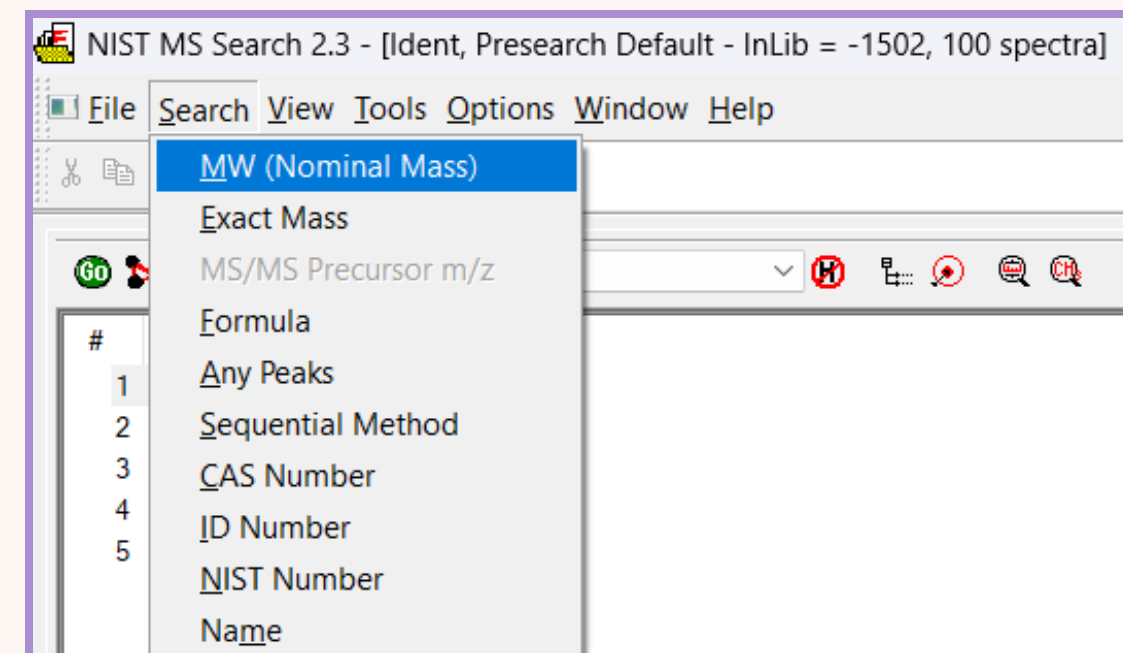 NIST MS Search 2.3 - [Ident, Presearch Default - InLib = -1502, 100 spectra]
File Search View Tools Options Window Help
MW (Nominal Mass)
Exact Mass
Go
MS/MS Precursor m/z
H
CH₂
#
Formula
1
Any Peaks
2
Sequential Method
3
CAS Number
4
ID Number
5
NIST Number
Name